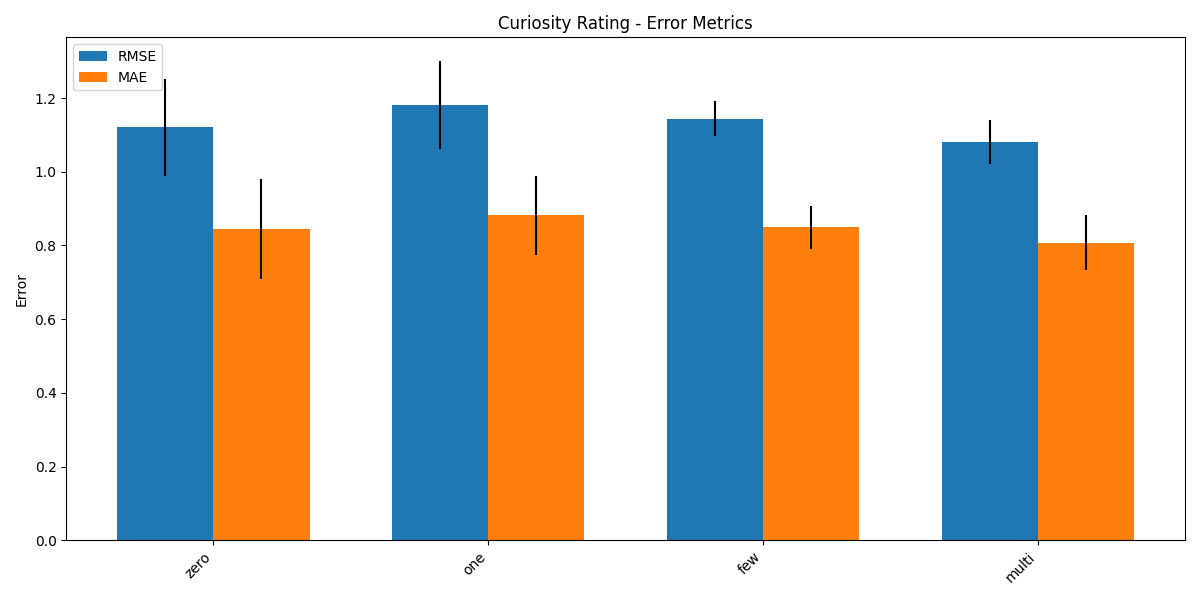 Curiosity Rating - Error Metrics
RMSE
MAE
Error
1.2
1.0
0.8
0.6
0.4
0.2
0.0
zero
one
few
multi